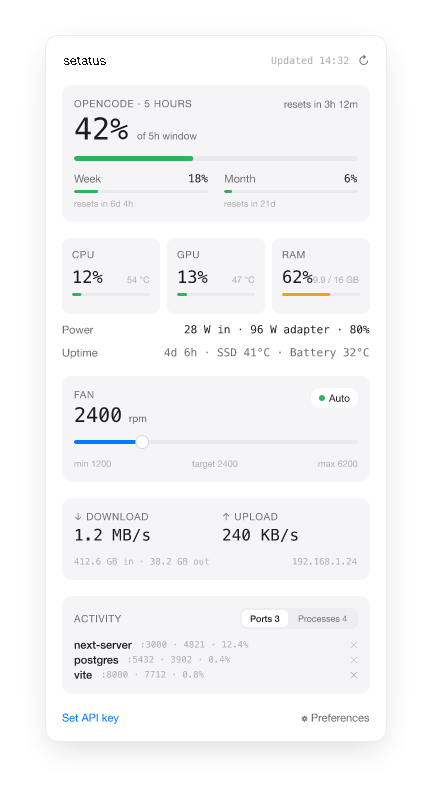 setatus Updated 14:32
OPENCODE · 5 HOURS resets in 3h 12m
42% of 5h window
Week 18% Month 6%
resets in 6d 4h resets in 21d
CPU GPU RAM
12% 54 °C 13% 47 °C 62% 9.9 / 16 GB
Power 28 W in · 96 W adapter · 80%
Uptime 4d 6h · SSD 41°C · Battery 32°C
FAN Auto
2400 rpm
min 1200 target 2400 max 6200
↓ DOWNLOAD ↑ UPLOAD
1.2 MB/s 240 KB/s
412.6 GB in · 38.2 GB out 192.168.1.24
ACTIVITY Ports 3 Processes 4
next-server :3000 · 4821 · 12.4% ×
postgres :5432 · 3902 · 0.4% ×
vite :8080 · 7712 · 0.8% ×
Set API key Preferences